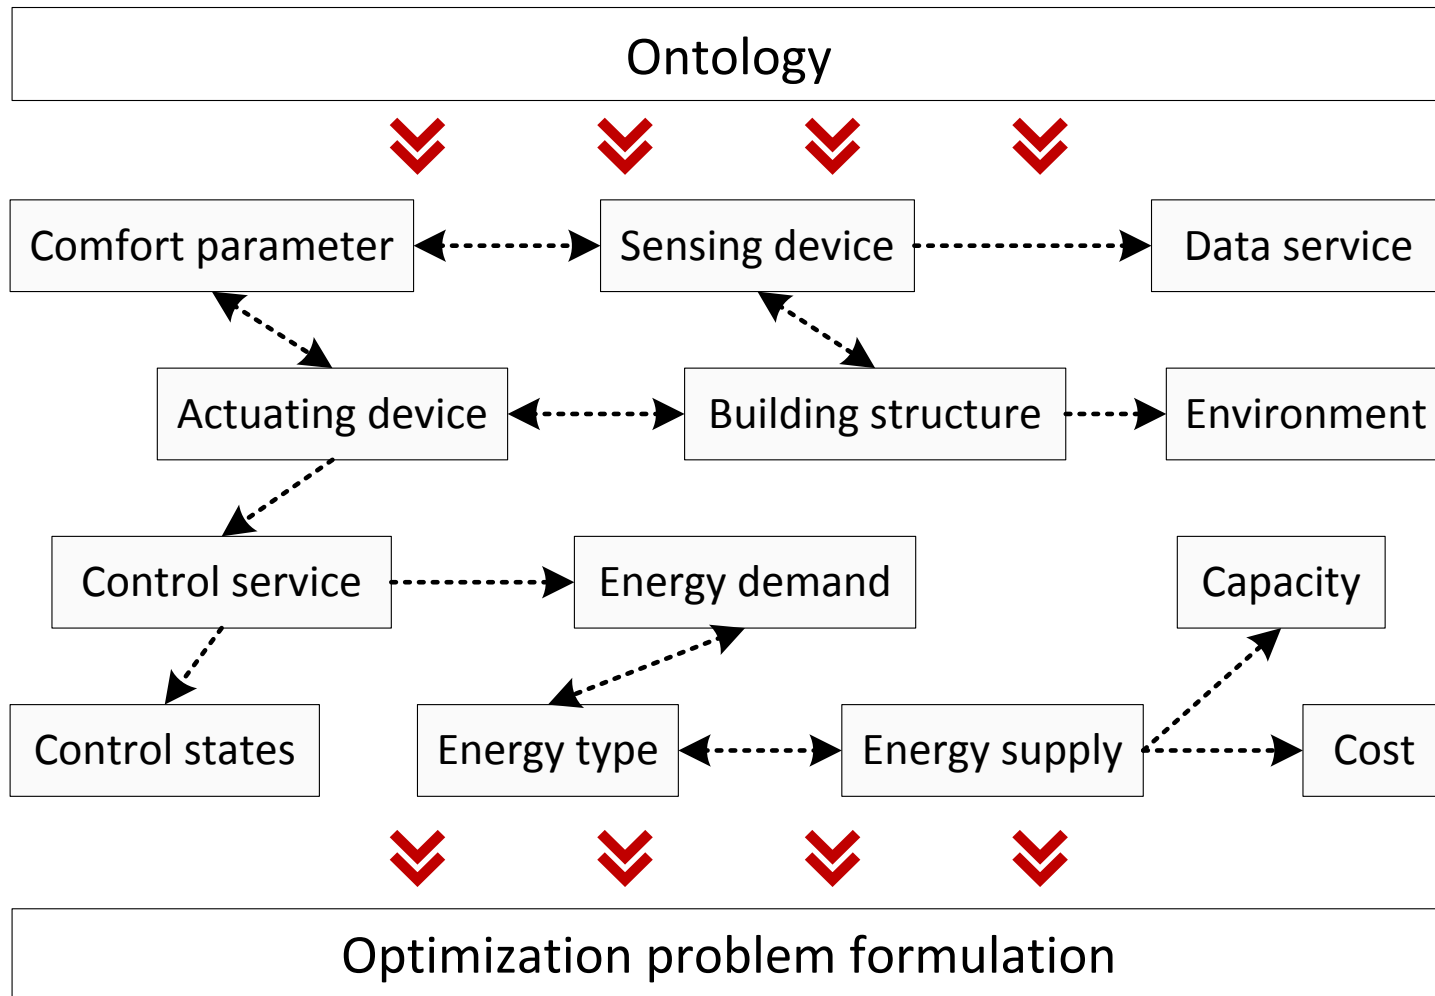 Ontology
Comfort parameter
Sensing device
Data service
Actuating device
Building structure
Environment
Control service
Energy demand
Capacity
Control states
Energy type
Energy supply
Cost
Optimization problem formulation